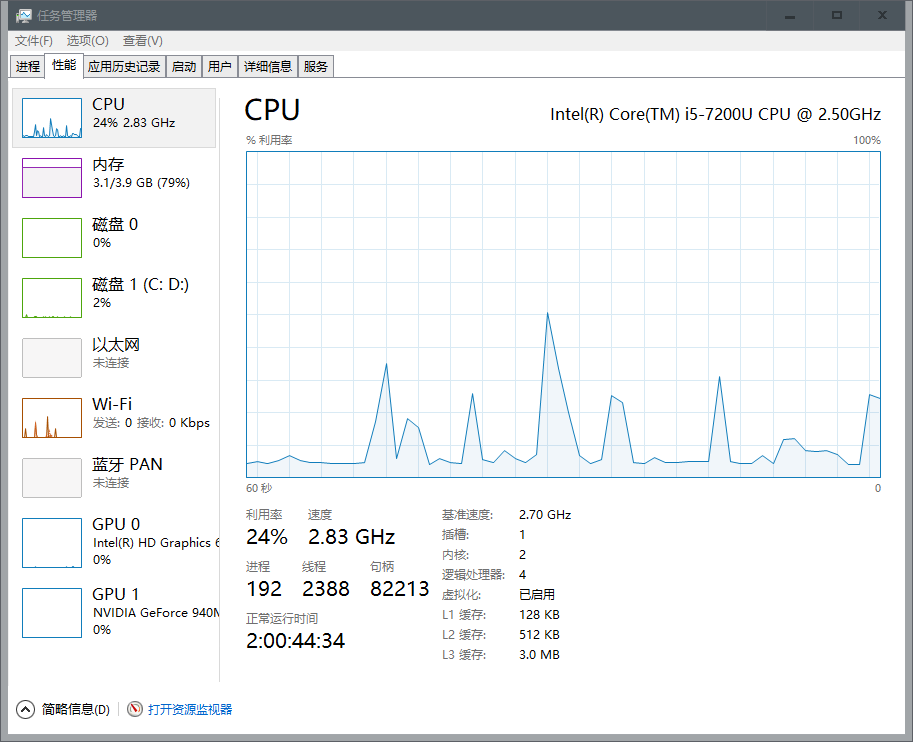 任务管理器
文件(F) 选项(O) 查看(V)
进程 性能 应用历史记录 启动 用户 详细信息 服务
CPU
24% 2.83 GHz
内存
3.1/3.9 GB (79%)
磁盘 0
0%
磁盘 1 (C: D:)
2%
以太网
未连接
Wi-Fi
发送: 0 接收: 0 Kbps
蓝牙 PAN
未连接
GPU 0
Intel(R) HD Graphics 6
0%
GPU 1
NVIDIA GeForce 940M
0%
CPU
Intel(R) Core(TM) i5-7200U CPU @ 2.50GHz
% 利用率 100%
60 秒 0
利用率 速度
24% 2.83 GHz
进程 线程 句柄
192 2388 82213
正常运行时间
2:00:44:34
基准速度: 2.70 GHz
插槽: 1
内核: 2
逻辑处理器: 4
虚拟化: 已启用
L1 缓存: 128 KB
L2 缓存: 512 KB
L3 缓存: 3.0 MB
简略信息(D) 打开资源监视器